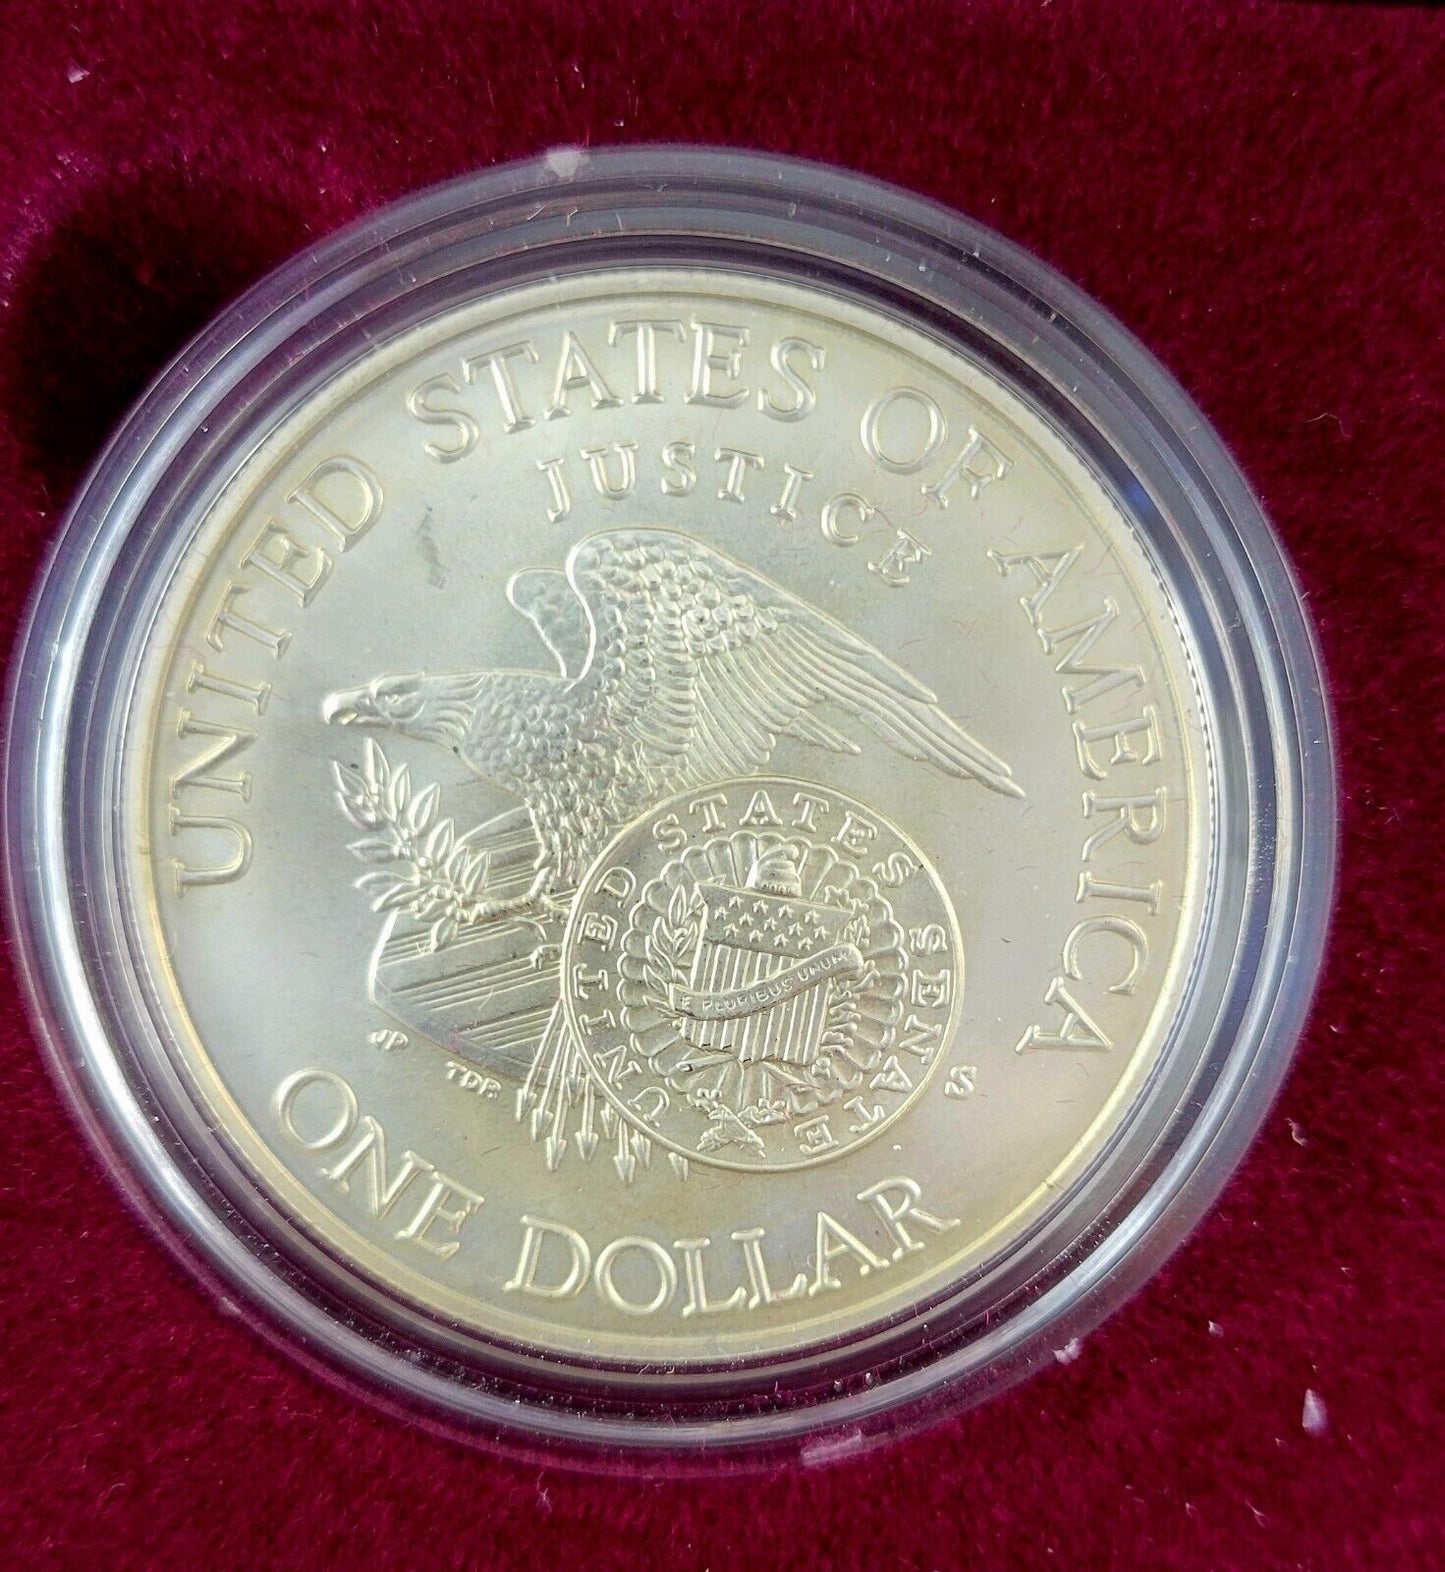 UNITED STATES OF AMERICA
JUSTICE
UNITED STATES SENATE
E PLURIBUS UNUM
JP
TDR
S
ONE DOLLAR